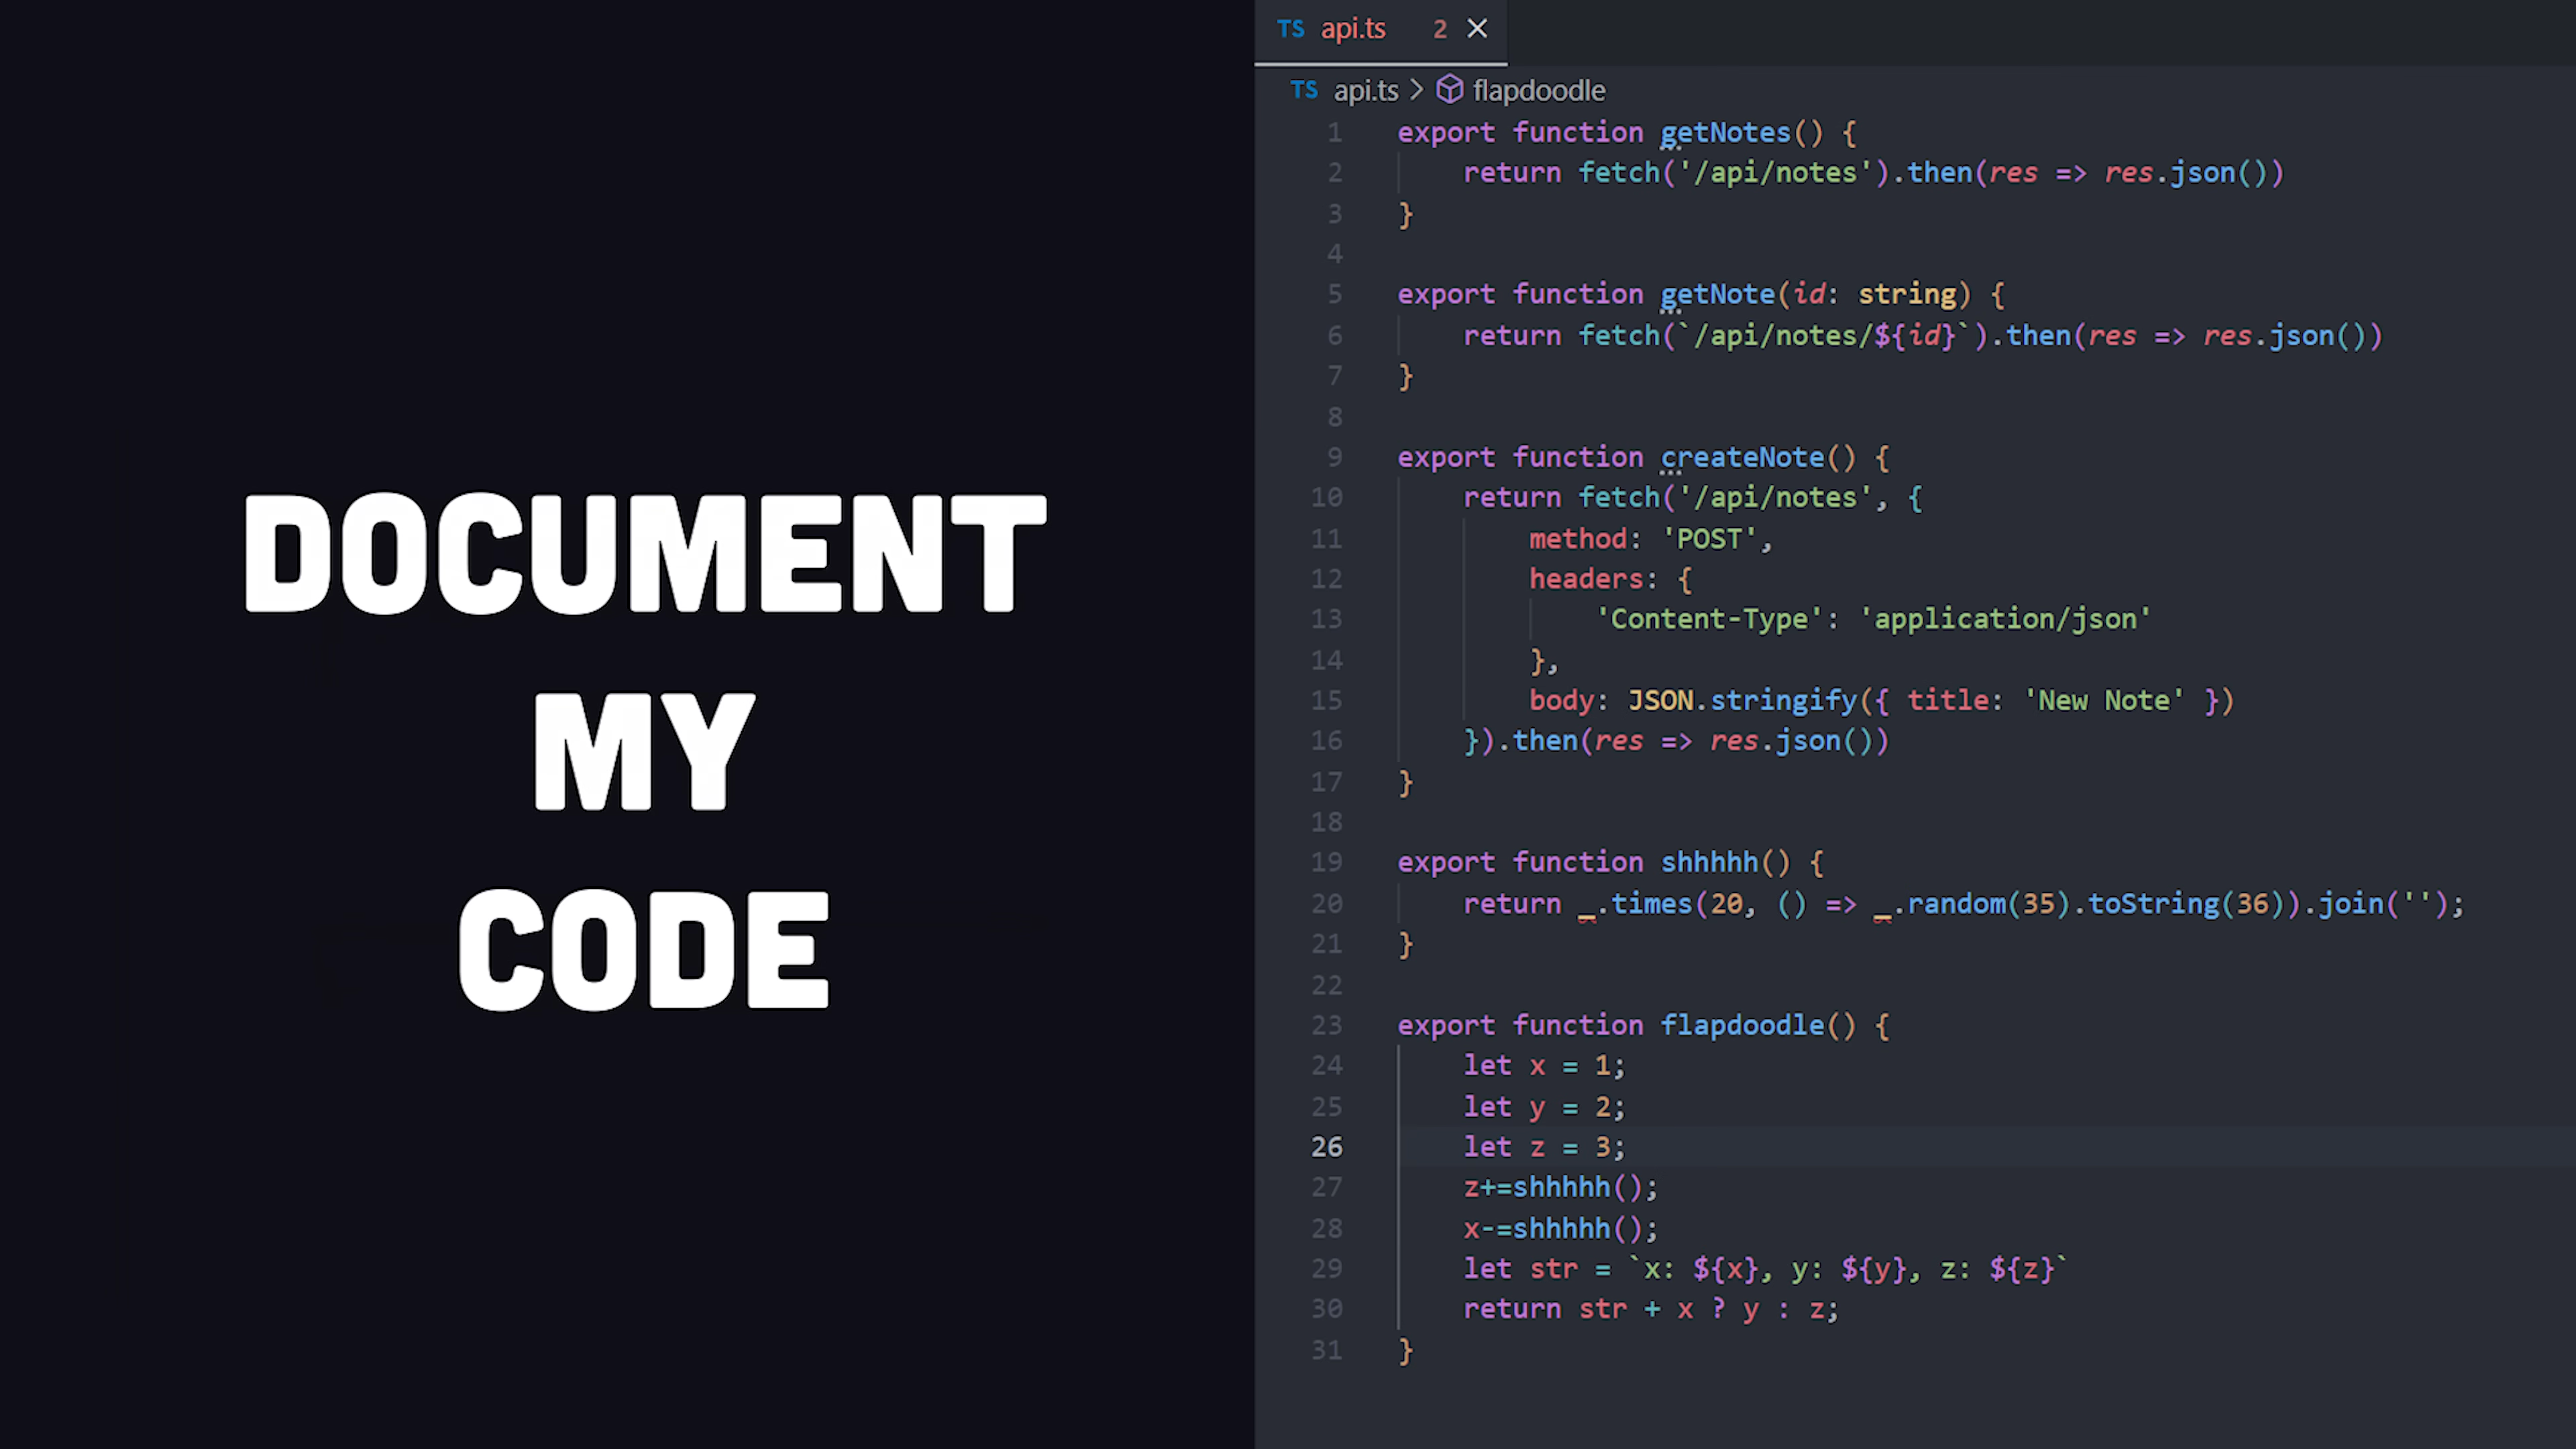 DOCUMENT
MY
CODE
TS api.ts 2
TS api.ts > flapdoodle
1 export function getNotes() {
2     return fetch('/api/notes').then(res => res.json())
3 }
4
5 export function getNote(id: string) {
6     return fetch(`/api/notes/${id}`).then(res => res.json())
7 }
8
9 export function createNote() {
10     return fetch('/api/notes', {
11         method: 'POST',
12         headers: {
13             'Content-Type': 'application/json'
14         },
15         body: JSON.stringify({ title: 'New Note' })
16     }).then(res => res.json())
17 }
18
19 export function shhhhh() {
20     return _.times(20, () => _.random(35).toString(36)).join('');
21 }
22
23 export function flapdoodle() {
24     let x = 1;
25     let y = 2;
26     let z = 3;
27     z+=shhhhh();
28     x-=shhhhh();
29     let str = `x: ${x}, y: ${y}, z: ${z}`
30     return str + x ? y : z;
31 }